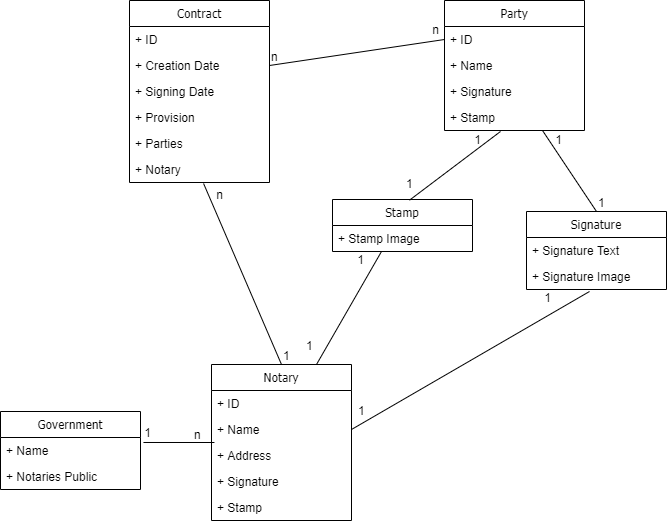 Contract
+ ID
+ Creation Date
+ Signing Date
+ Provision
+ Parties
+ Notary
n
n
Party
+ ID
+ Name
+ Signature
+ Stamp
1
1
1
1
n
Stamp
+ Stamp Image
1
Signature
+ Signature Text
+ Signature Image
1
1
1
1
Notary
+ ID
+ Name
+ Address
+ Signature
+ Stamp
Government
+ Name
+ Notaries Public
1
n